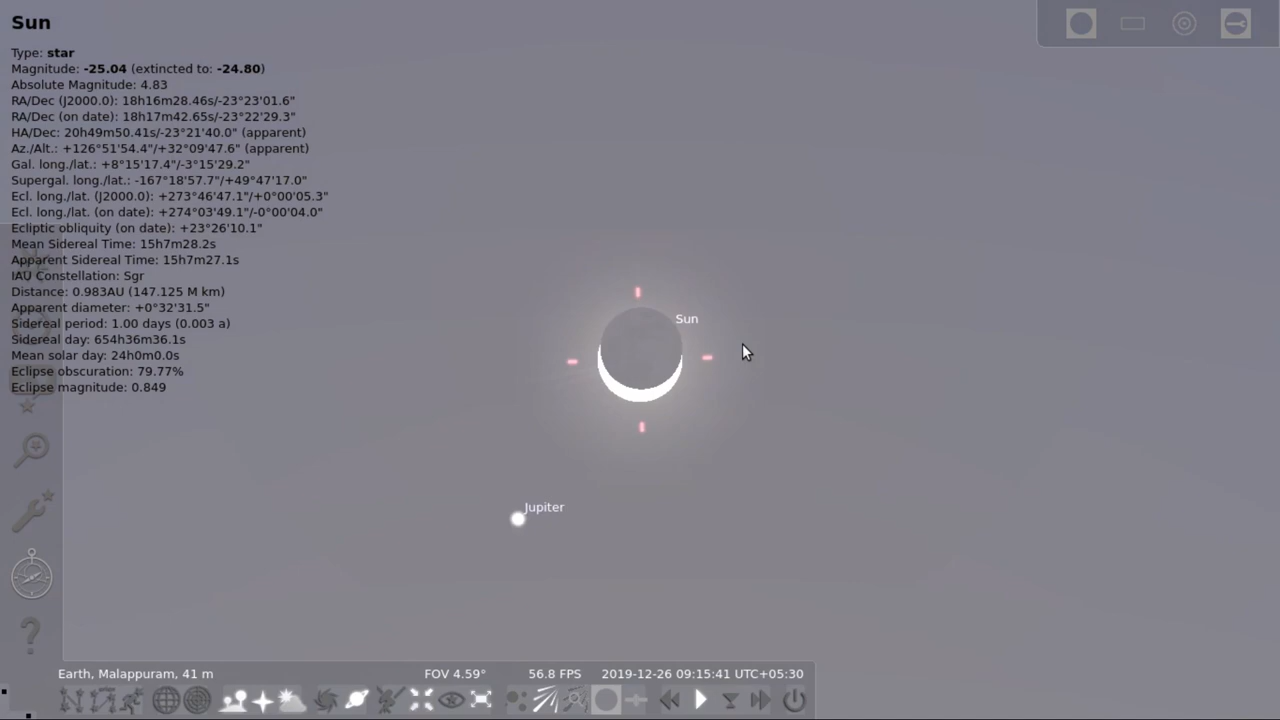 Sun
Type: star
Magnitude: -25.04 (extincted to: -24.80)
Absolute Magnitude: 4.83
RA/Dec (J2000.0): 18h16m28.46s/-23°23'01.6"
RA/Dec (on date): 18h17m42.65s/-23°22'29.3"
HA/Dec: 20h49m50.41s/-23°21'40.0" (apparent)
Az./Alt.: +126°51'54.4"/+32°09'47.6" (apparent)
Gal. long./lat.: +8°15'17.4"/-3°15'29.2"
Supergal. long./lat.: -167°18'57.7"/+49°47'17.0"
Ecl. long./lat. (J2000.0): +273°46'47.1"/+0°00'05.3"
Ecl. long./lat. (on date): +274°03'49.1"/-0°00'04.0"
Ecliptic obliquity (on date): +23°26'10.1"
Mean Sidereal Time: 15h7m28.2s
Apparent Sidereal Time: 15h7m27.1s
IAU Constellation: Sgr
Distance: 0.983AU (147.125 M km)
Apparent diameter: +0°32'31.5"
Sidereal period: 1.00 days (0.003 a)
Sidereal day: 654h36m36.1s
Mean solar day: 24h0m0.0s
Eclipse obscuration: 79.77%
Eclipse magnitude: 0.849
Sun
Jupiter
Earth, Malappuram, 41 m FOV 4.59° 56.8 FPS 2019-12-26 09:15:41 UTC+05:30